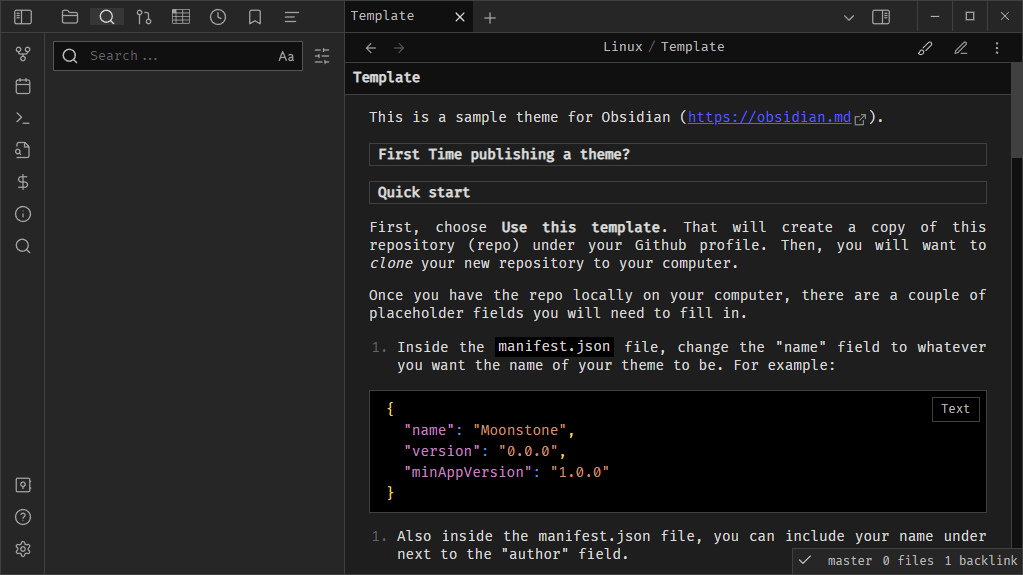 Template
Search...
Aa
Linux / Template
Template
This is a sample theme for Obsidian (https://obsidian.md).
First Time publishing a theme?
Quick start
First, choose Use this template. That will create a copy of this
repository (repo) under your Github profile. Then, you will want to
clone your new repository to your computer.
Once you have the repo locally on your computer, there are a couple of
placeholder fields you will need to fill in.
1. Inside the manifest.json file, change the "name" field to whatever
you want the name of your theme to be. For example:
Text
{
"name": "Moonstone",
"version": "0.0.0",
"minAppVersion": "1.0.0"
}
1. Also inside the manifest.json file, you can include your name under
next to the "author" field.
master 0 files 1 backlink